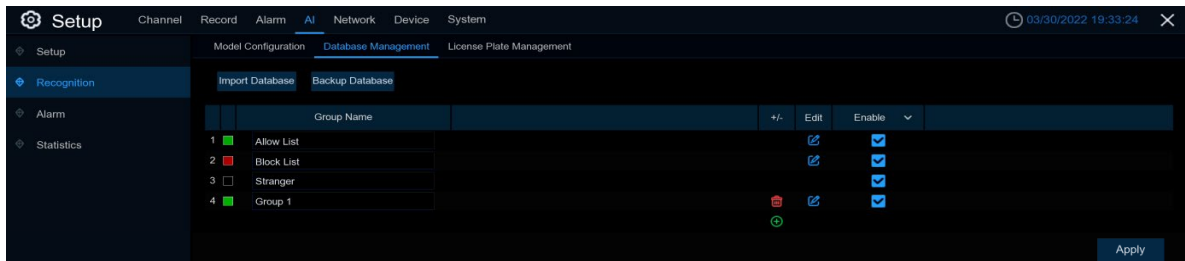 Setup Channel Record Alarm AI Network Device System 03/30/2022 19:33:24
Setup Model Configuration Database Management License Plate Management
Recognition Import Database Backup Database
Group Name +/- Edit Enable
Alarm
1 Allow List
Statistics
2 Block List
3 Stranger
4 Group 1
Apply